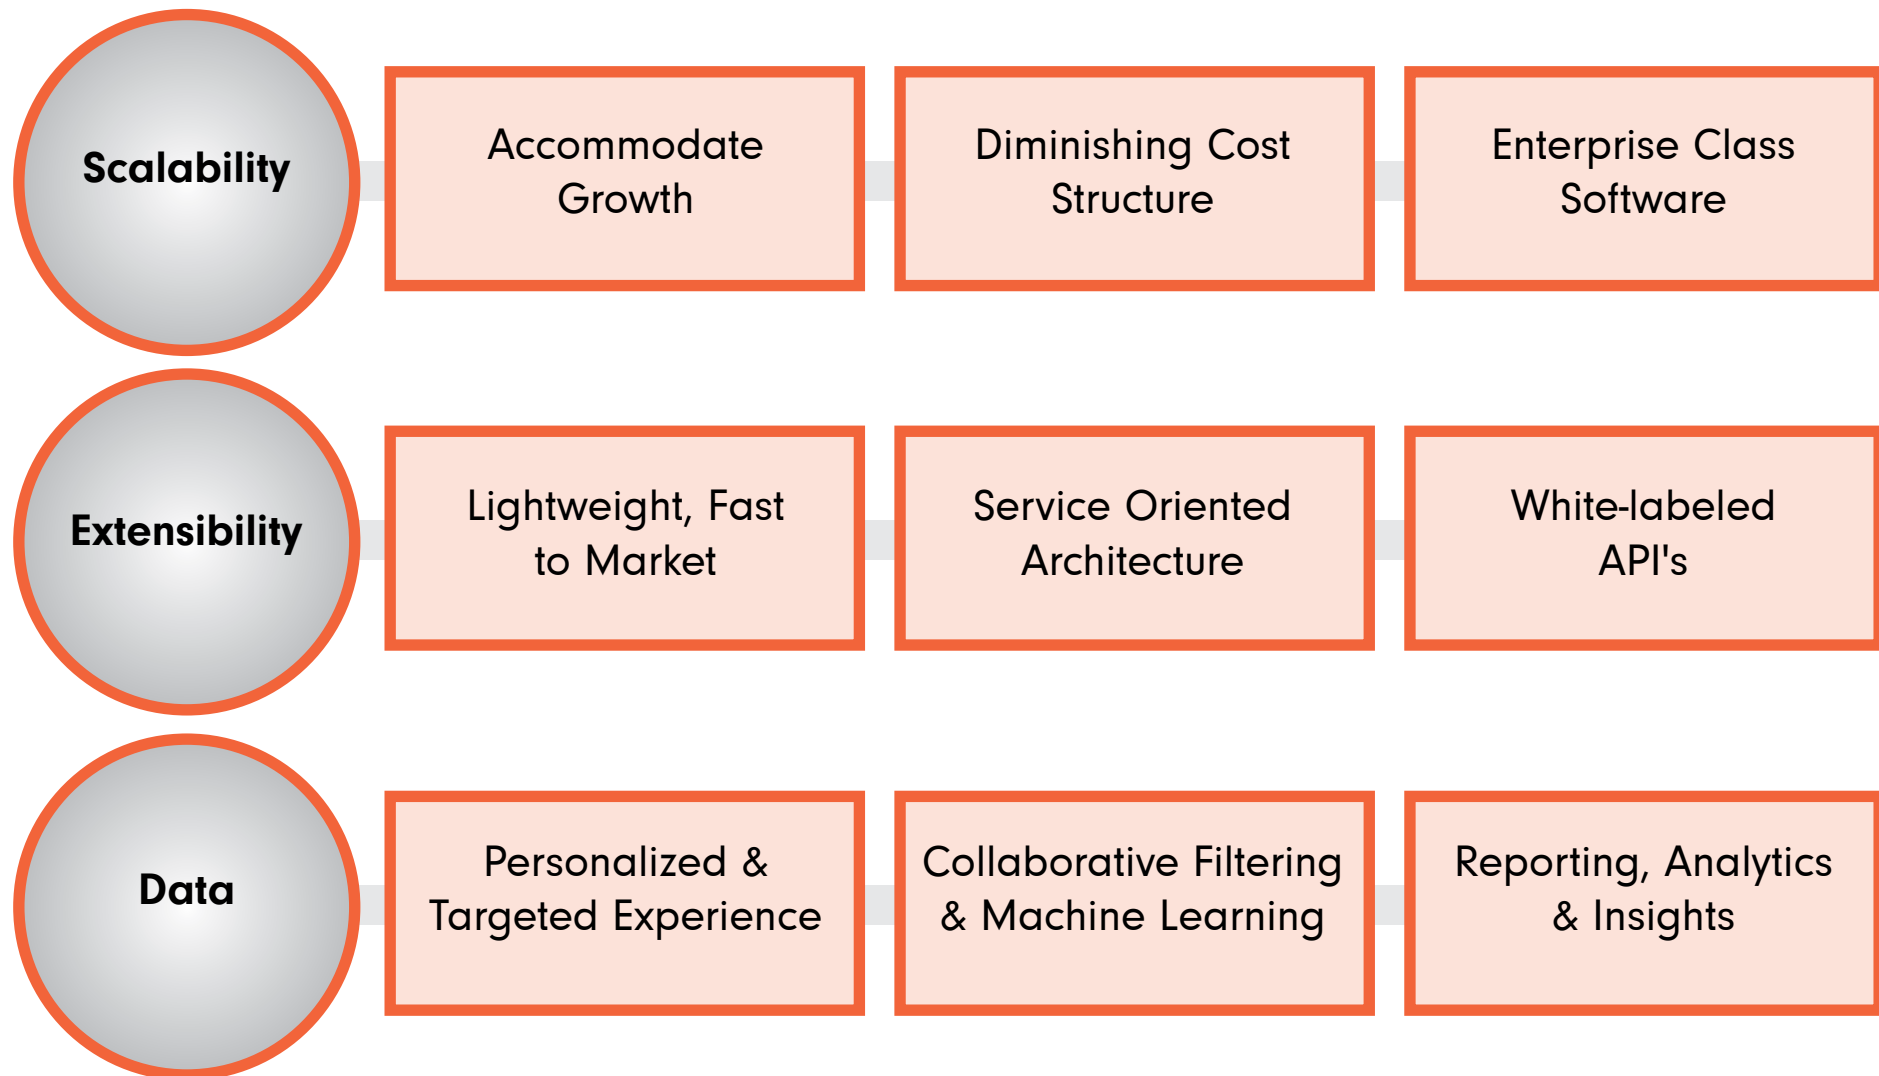 Scalability
Accommodate
Growth
Diminishing Cost
Structure
Enterprise Class
Software
Extensibility
Lightweight, Fast
to Market
Service Oriented
Architecture
White-labeled
API's
Data
Personalized &
Targeted Experience
Collaborative Filtering
& Machine Learning
Reporting, Analytics
& Insights